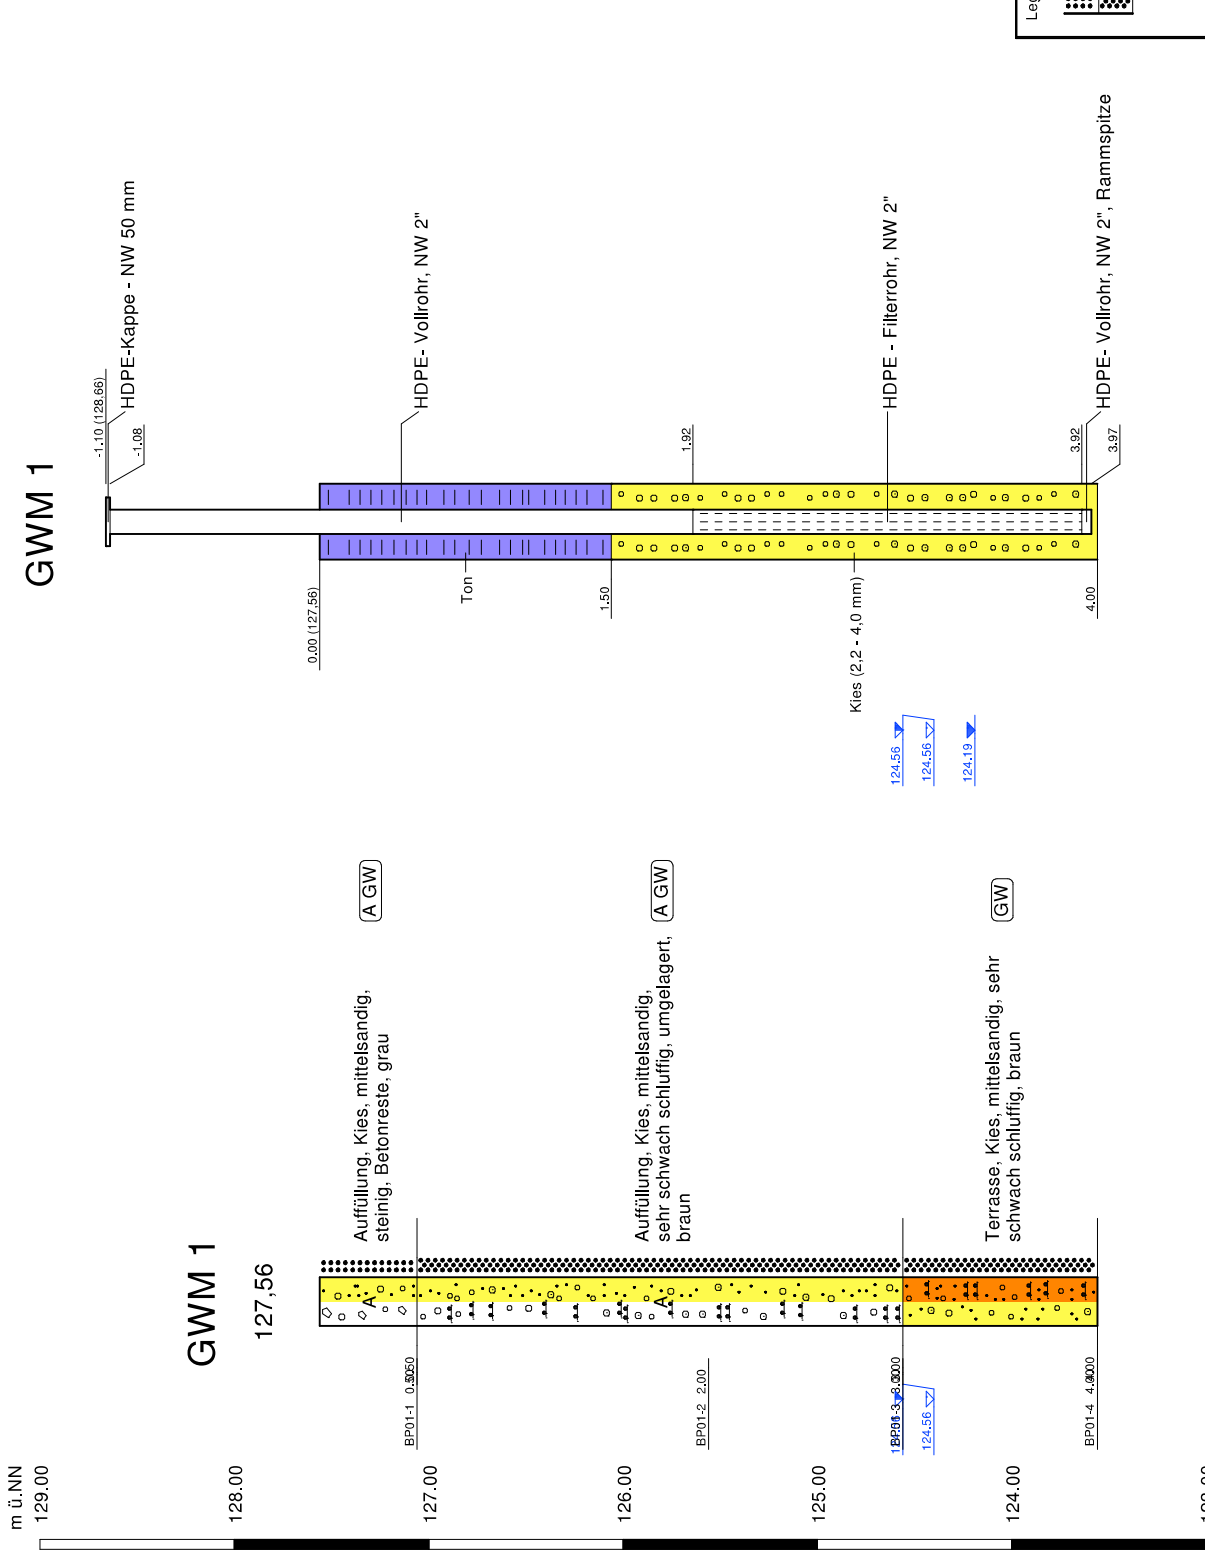 GWM 1
-1.10 (128,66)
HDPE-Kappe - NW 50 mm
-1.08
HDPE- Vollrohr, NW 2"
1.92
HDPE - Filterrohr, NW 2"
3.92
HDPE- Vollrohr, NW 2", Rammspitze
3.97
0.00 (127,56)
Ton
1.50
Kies (2,2 - 4,0 mm)
4.00
124.56
124.56
124.19
GWM 1
127,56
Auffüllung, Kies, mittelsandig,
steinig, Betonreste, grau
A GW
Auffüllung, Kies, mittelsandig,
sehr schwach schluffig, umgelagert,
braun
A GW
Terrasse, Kies, mittelsandig, sehr
schwach schluffig, braun
GW
A
A
BP01-1
BP01-2 2.00
124.56
BP01-4
m ü.NN
129.00
128.00
127.00
126.00
125.00
124.00